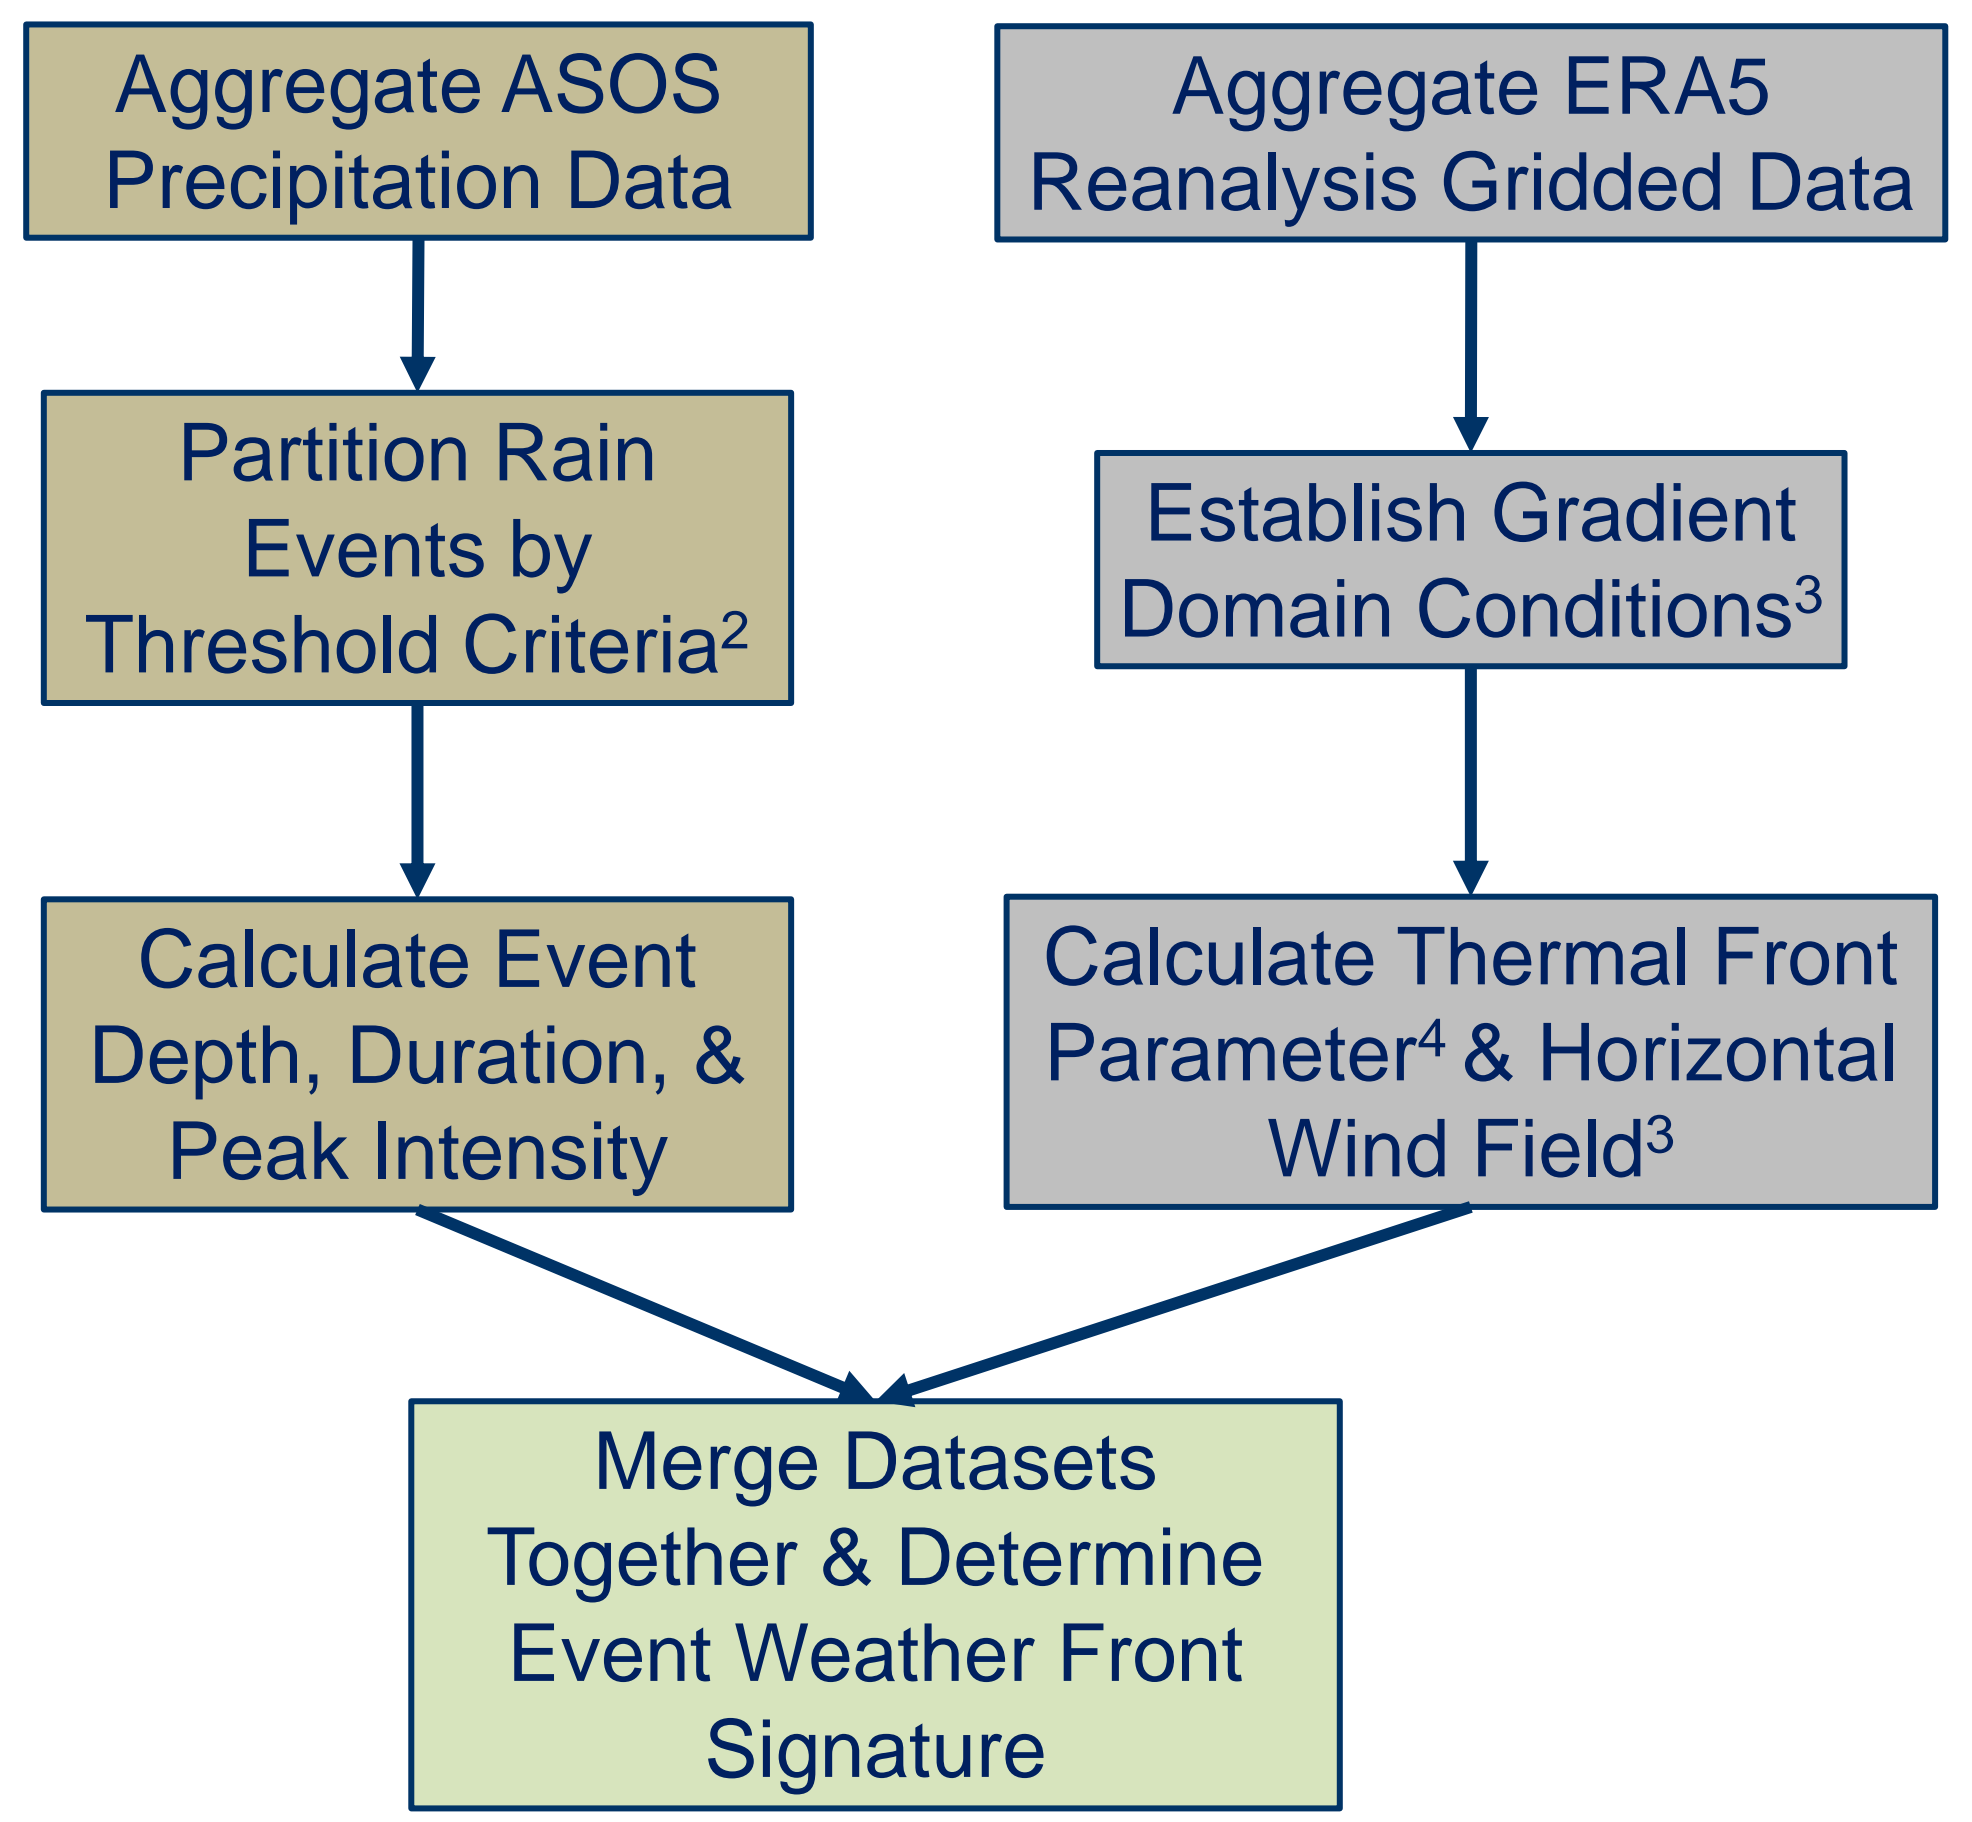 Aggregate ASOS
Precipitation Data
Aggregate ERA5
Reanalysis Gridded Data
Partition Rain
Events by
Threshold Criteria²
Establish Gradient
Domain Conditions³
Calculate Event
Depth, Duration, &
Peak Intensity
Calculate Thermal Front
Parameter⁴ & Horizontal
Wind Field³
Merge Datasets
Together & Determine
Event Weather Front
Signature